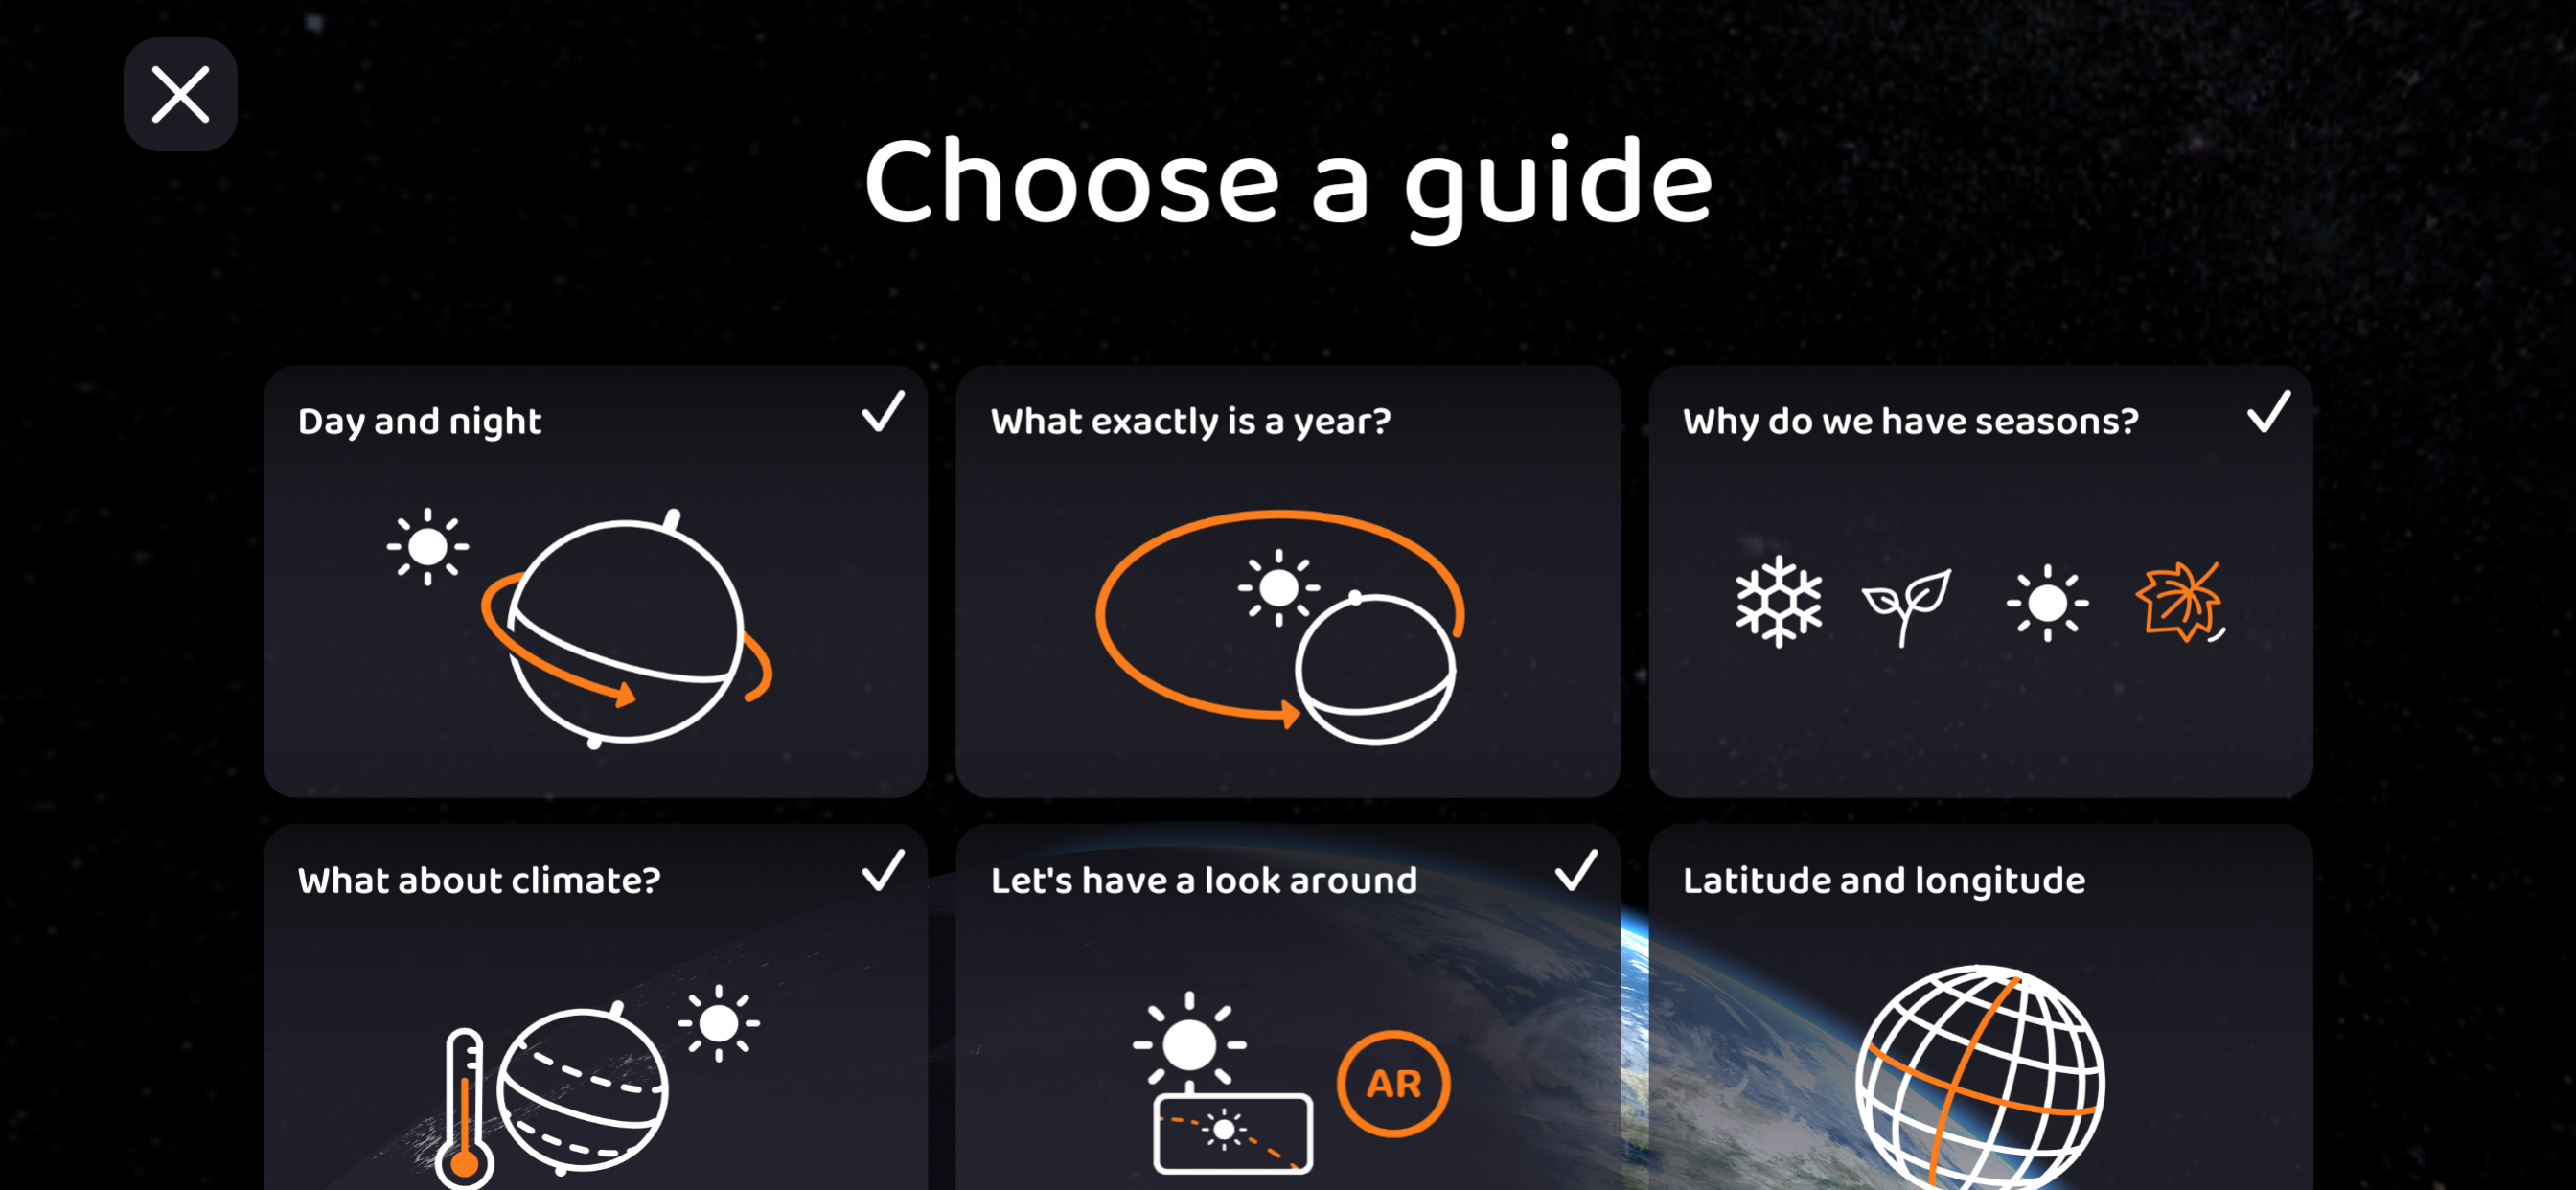 Choose a guide
Day and night
What exactly is a year?
Why do we have seasons?
What about climate?
Let's have a look around
Latitude and longitude
AR